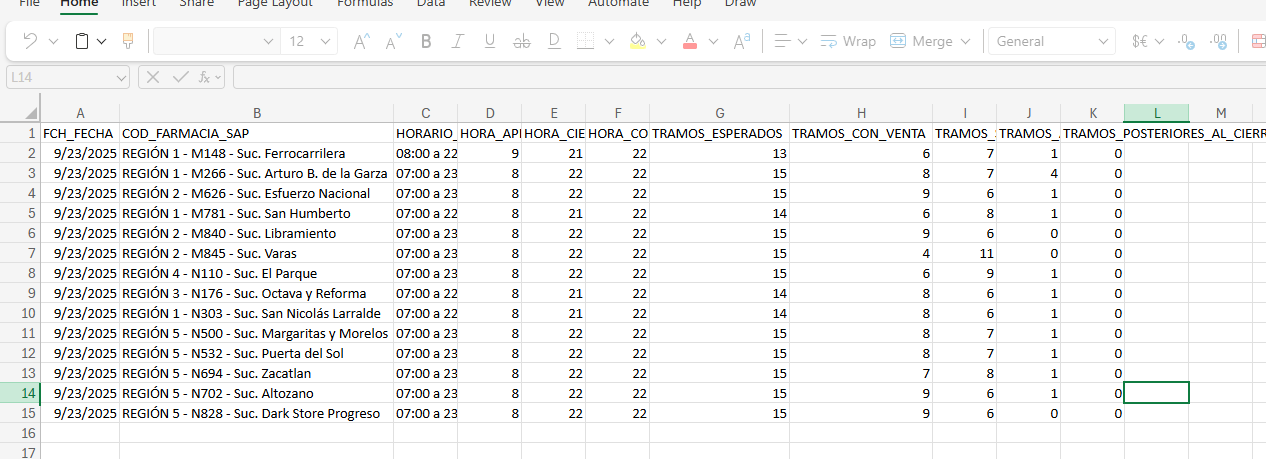 File Home Insert Share Page Layout Formulas Data Review View Automate Help Draw
12 A^ A˅ B I U ab D A Aa Wrap Merge General $€ .0 .00
L14 fx
A B C D E F G H I J K L M
1 FCH_FECHA COD_FARMACIA_SAP HORARIO_ HORA_API HORA_CIE HORA_CO TRAMOS_ESPERADOS TRAMOS_CON_VENTA TRAMOS_ TRAMOS_ TRAMOS_POSTERIORES_AL_CIERR
2 9/23/2025 REGIÓN 1 - M148 - Suc. Ferrocarrilera 08:00 a 22 9 21 22 13 6 7 1 0
3 9/23/2025 REGIÓN 1 - M266 - Suc. Arturo B. de la Garza 07:00 a 23 8 22 22 15 8 7 4 0
4 9/23/2025 REGIÓN 2 - M626 - Suc. Esfuerzo Nacional 07:00 a 23 8 22 22 15 9 6 1 0
5 9/23/2025 REGIÓN 1 - M781 - Suc. San Humberto 07:00 a 22 8 21 22 14 6 8 1 0
6 9/23/2025 REGIÓN 2 - M840 - Suc. Libramiento 07:00 a 23 8 22 22 15 9 6 0 0
7 9/23/2025 REGIÓN 2 - M845 - Suc. Varas 07:00 a 23 8 22 22 15 4 11 0 0
8 9/23/2025 REGIÓN 4 - N110 - Suc. El Parque 07:00 a 23 8 22 22 15 6 9 1 0
9 9/23/2025 REGIÓN 3 - N176 - Suc. Octava y Reforma 07:00 a 22 8 21 22 14 8 6 1 0
10 9/23/2025 REGIÓN 1 - N303 - Suc. San Nicolás Larralde 07:00 a 22 8 21 22 14 8 6 1 0
11 9/23/2025 REGIÓN 5 - N500 - Suc. Margaritas y Morelos 07:00 a 23 8 22 22 15 8 7 1 0
12 9/23/2025 REGIÓN 5 - N532 - Suc. Puerta del Sol 07:00 a 23 8 22 22 15 8 7 1 0
13 9/23/2025 REGIÓN 5 - N694 - Suc. Zacatlan 07:00 a 23 8 22 22 15 7 8 1 0
14 9/23/2025 REGIÓN 5 - N702 - Suc. Altozano 07:00 a 23 8 22 22 15 9 6 1 0
15 9/23/2025 REGIÓN 5 - N828 - Suc. Dark Store Progreso 07:00 a 23 8 22 22 15 9 6 0 0
16
17